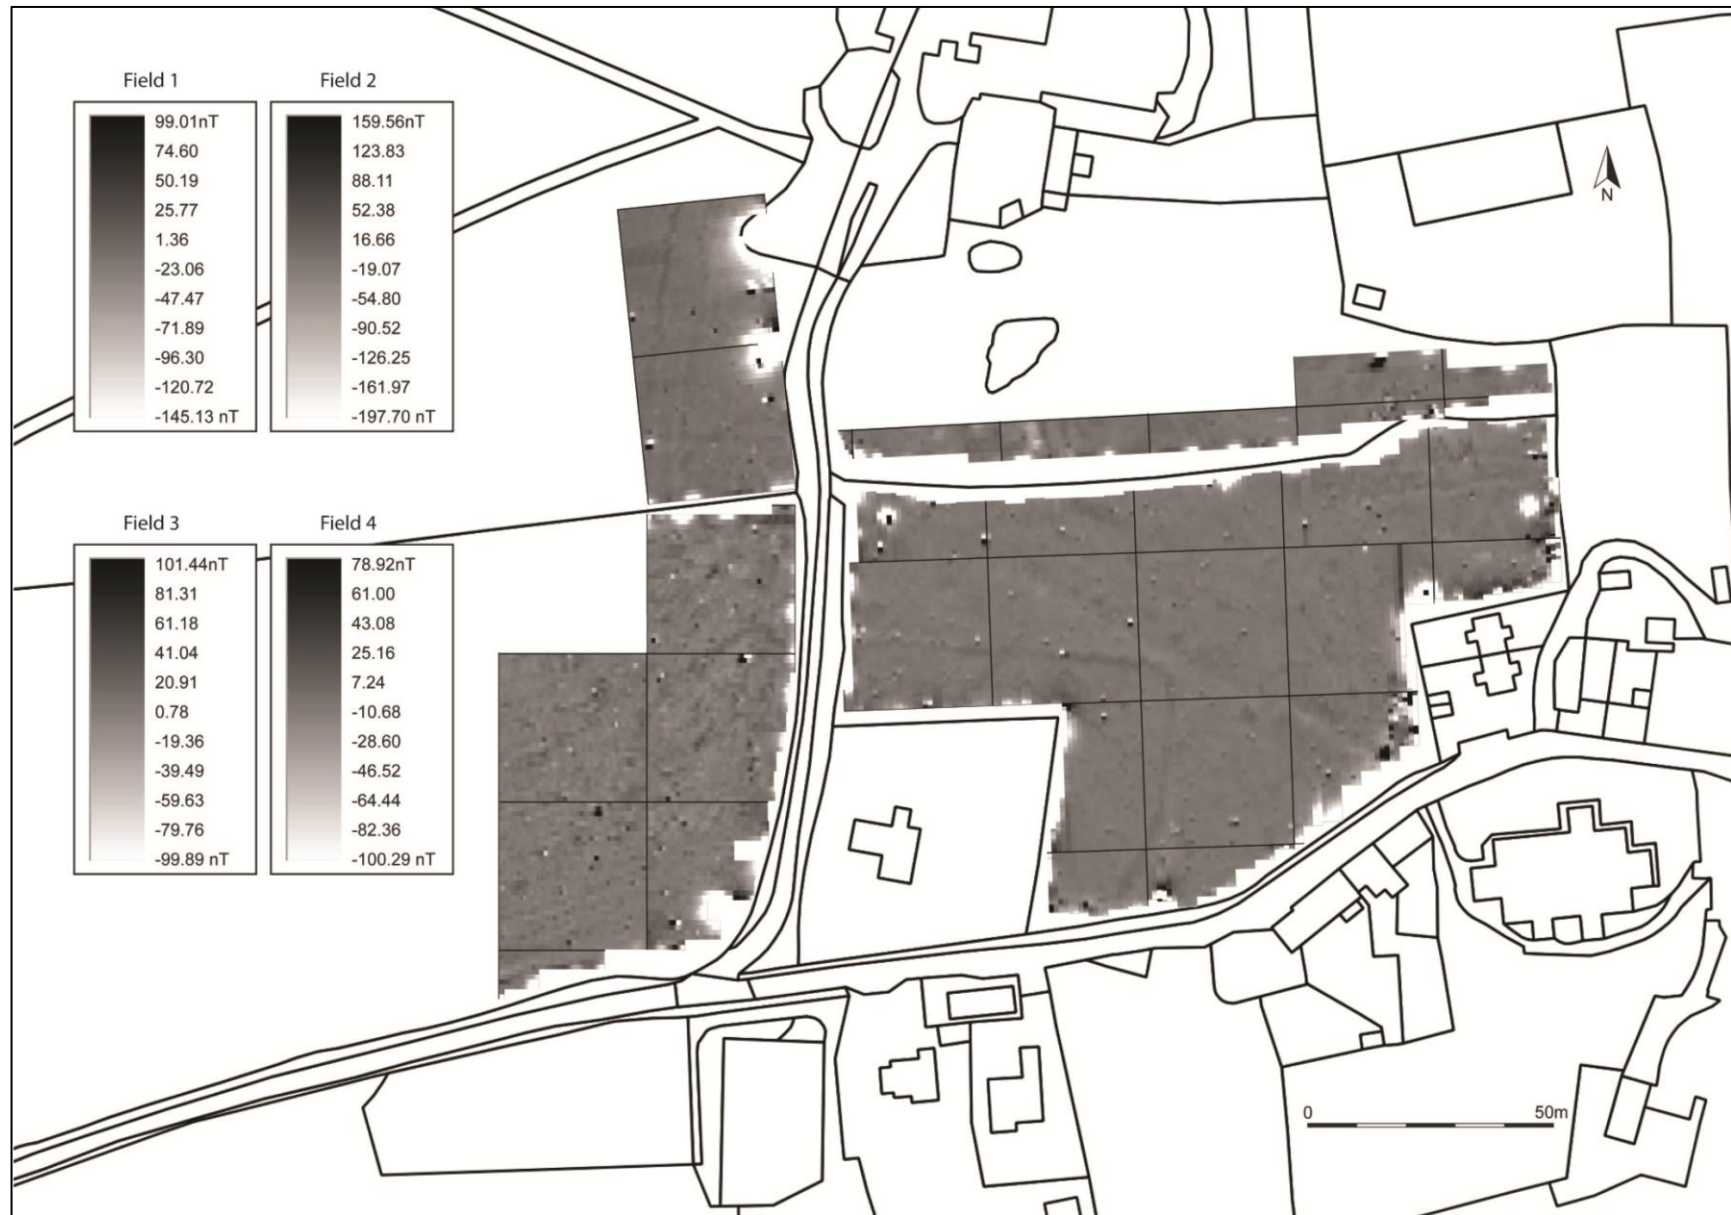 Field 1
99.01nT
74.60
50.19
25.77
1.36
-23.06
-47.47
-71.89
-96.30
-120.72
-145.13 nT
Field 2
159.56nT
123.83
88.11
52.38
16.66
-19.07
-54.80
-90.52
-126.25
-161.97
-197.70 nT
N
Field 3
101.44nT
81.31
61.18
41.04
20.91
0.78
-19.36
-39.49
-59.63
-79.76
-99.89 nT
Field 4
78.92nT
61.00
43.08
25.16
7.24
-10.68
-28.60
-46.52
-64.44
-82.36
-100.29 nT
0 50m